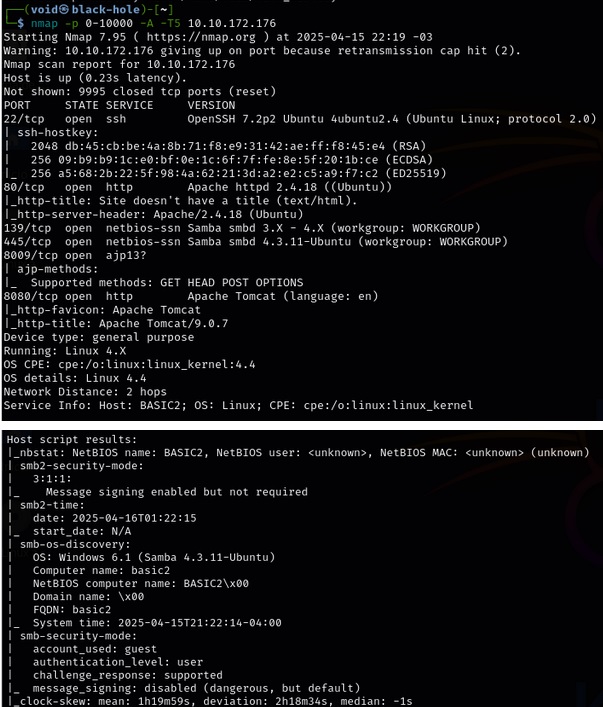 ┌──(void㉿black-hole)-[~]
└─$ nmap -p 0-10000 -A -T5 10.10.172.176
Starting Nmap 7.95 ( https://nmap.org ) at 2025-04-15 22:19 -03
Warning: 10.10.172.176 giving up on port because retransmission cap hit (2).
Nmap scan report for 10.10.172.176
Host is up (0.23s latency).
Not shown: 9995 closed tcp ports (reset)
PORT     STATE SERVICE     VERSION
22/tcp   open  ssh         OpenSSH 7.2p2 Ubuntu 4ubuntu2.4 (Ubuntu Linux; protocol 2.0)
| ssh-hostkey:
|   2048 db:45:cb:be:4a:8b:71:f8:e9:31:42:ae:ff:f8:45:e4 (RSA)
|   256 09:b9:b9:1c:e0:bf:0e:1c:6f:7f:fe:8e:5f:20:1b:ce (ECDSA)
|_  256 a5:68:2b:22:5f:98:4a:62:21:3d:a2:e2:c5:a9:f7:c2 (ED25519)
80/tcp   open  http        Apache httpd 2.4.18 ((Ubuntu))
|_http-title: Site doesn't have a title (text/html).
|_http-server-header: Apache/2.4.18 (Ubuntu)
139/tcp  open  netbios-ssn Samba smbd 3.X - 4.X (workgroup: WORKGROUP)
445/tcp  open  netbios-ssn Samba smbd 4.3.11-Ubuntu (workgroup: WORKGROUP)
8009/tcp open  ajp13?
| ajp-methods:
|_  Supported methods: GET HEAD POST OPTIONS
8080/tcp open  http        Apache Tomcat (language: en)
|_http-favicon: Apache Tomcat
|_http-title: Apache Tomcat/9.0.7
Device type: general purpose
Running: Linux 4.X
OS CPE: cpe:/o:linux:linux_kernel:4.4
OS details: Linux 4.4
Network Distance: 2 hops
Service Info: Host: BASIC2; OS: Linux; CPE: cpe:/o:linux:linux_kernel
Host script results:
|_nbstat: NetBIOS name: BASIC2, NetBIOS user: <unknown>, NetBIOS MAC: <unknown> (unknown)
| smb2-security-mode:
|   3:1:1:
|_    Message signing enabled but not required
| smb2-time:
|   date: 2025-04-16T01:22:15
|_  start_date: N/A
| smb-os-discovery:
|   OS: Windows 6.1 (Samba 4.3.11-Ubuntu)
|   Computer name: basic2
|   NetBIOS computer name: BASIC2\x00
|   Domain name: \x00
|   FQDN: basic2
|_  System time: 2025-04-15T21:22:14-04:00
| smb-security-mode:
|   account_used: guest
|   authentication_level: user
|   challenge_response: supported
|_  message_signing: disabled (dangerous, but default)
|_clock-skew: mean: 1h19m59s, deviation: 2h18m34s, median: -1s